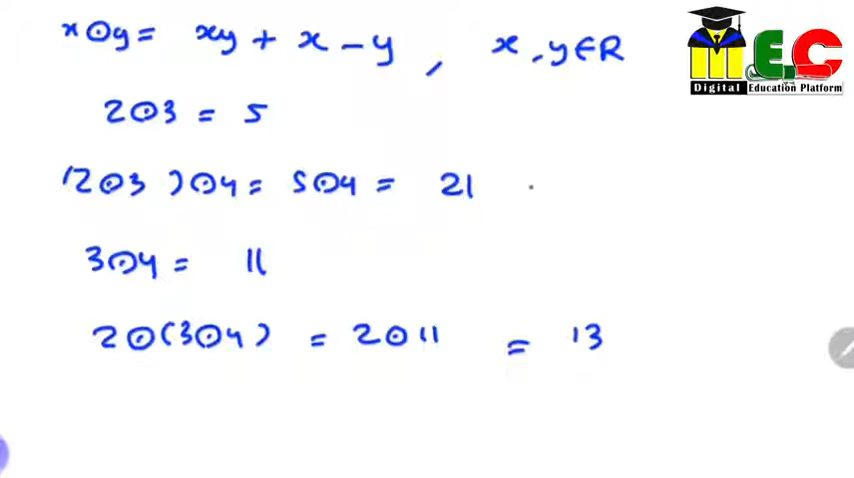 x⊙y = xy + x - y , x, y ∈ R
MEC
Digital Education Platform
2⊙3 = 5
(2⊙3)⊙4 = 5⊙4 = 21
3⊙4 = 11
2⊙(3⊙4) = 2⊙11 = 13